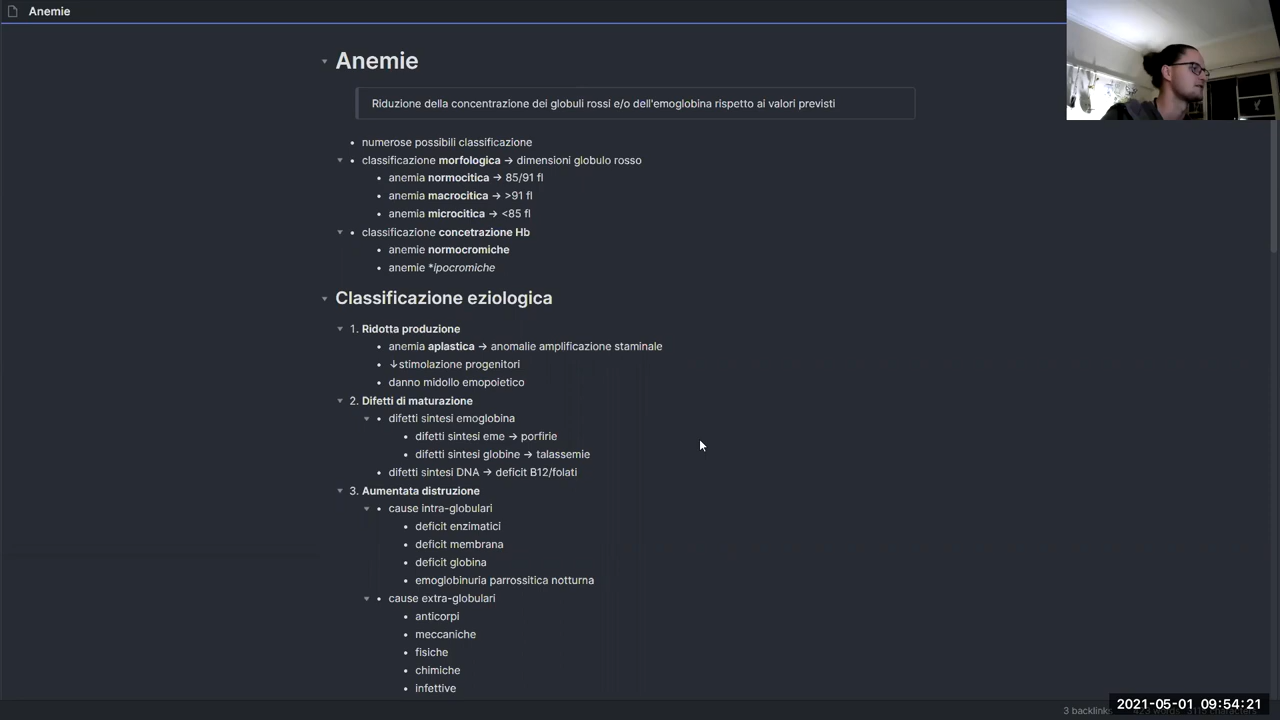 Anemie
Anemie
Riduzione della concentrazione dei globuli rossi e/o dell'emoglobina rispetto ai valori previsti
• numerose possibili classificazione
• classificazione morfologica → dimensioni globulo rosso
• anemia normocitica → 85/91 fl
• anemia macrocitica → >91 fl
• anemia microcitica → <85 fl
• classificazione concetrazione Hb
• anemie normocromiche
• anemie *ipocromiche
Classificazione eziologica
1. Ridotta produzione
• anemia aplastica → anomalie amplificazione staminale
• ↓stimolazione progenitori
• danno midollo emopoietico
2. Difetti di maturazione
• difetti sintesi emoglobina
• difetti sintesi eme → porfirie
• difetti sintesi globine → talassemie
• difetti sintesi DNA → deficit B12/folati
3. Aumentata distruzione
• cause intra-globulari
• deficit enzimatici
• deficit membrana
• deficit globina
• emoglobinuria parrossitica notturna
• cause extra-globulari
• anticorpi
• meccaniche
• fisiche
• chimiche
• infettive
3 backlinks
2021-05-01 09:54:21